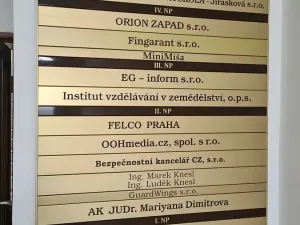 - Jirásková s.r.o.
IV. NP
ORION ZAPAD s.r.o.
Fingarant s.r.o.
MiniMiša
III. NP
EG – inform s.r.o.
Institut vzdělávání v zemědělství, o.p.s.
II. NP
FELCO PRAHA
OOHmedia.cz, spol. s r.o.
Bezpečnostní kancelář CZ, s.r.o.
Ing. Marek Knesl
Ing. Luděk Knesl
GuardWings s.r.o.
AK JUDr. Mariyana Dimitrova
I. NP